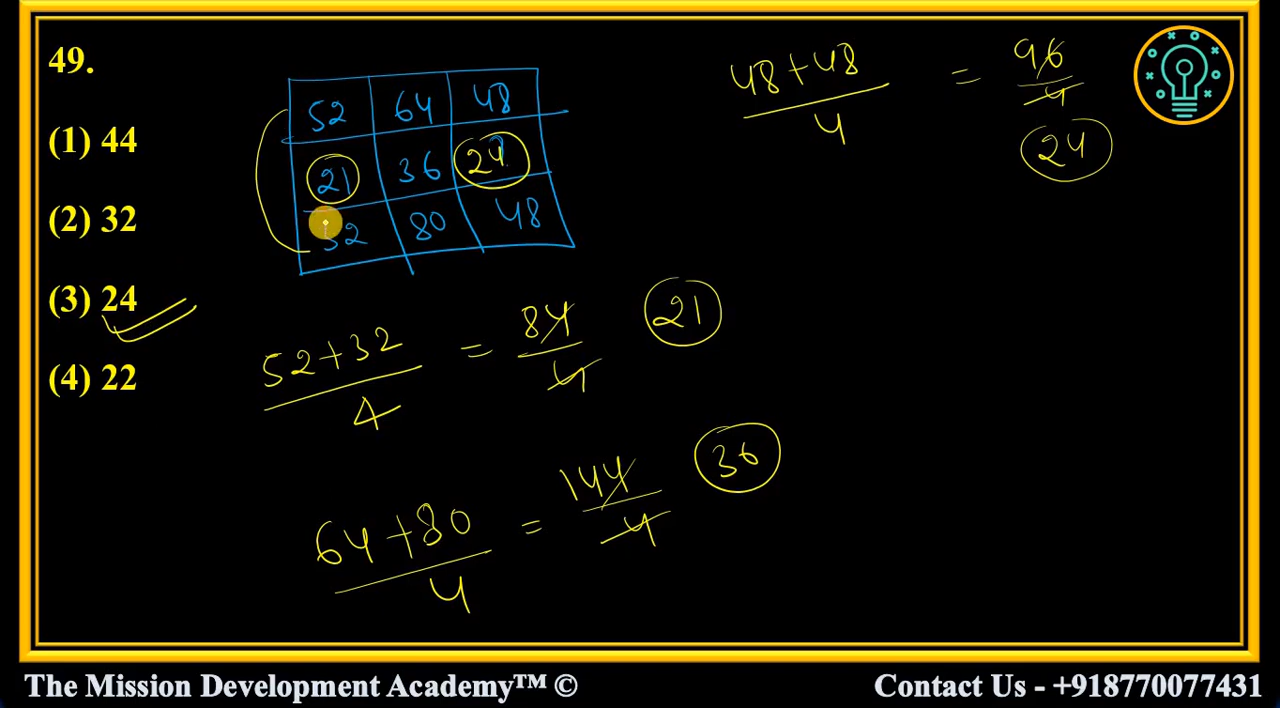 49.
(1) 44
(2) 32
(3) 24
(4) 22
52 64 48
21 36 24
32 80 48
48+48 / 4 = 96 / 4
24
52+32 / 4 = 84 / 4 21
64+80 / 4 = 144 / 4 36
The Mission Development Academy™ ©
Contact Us - +918770077431